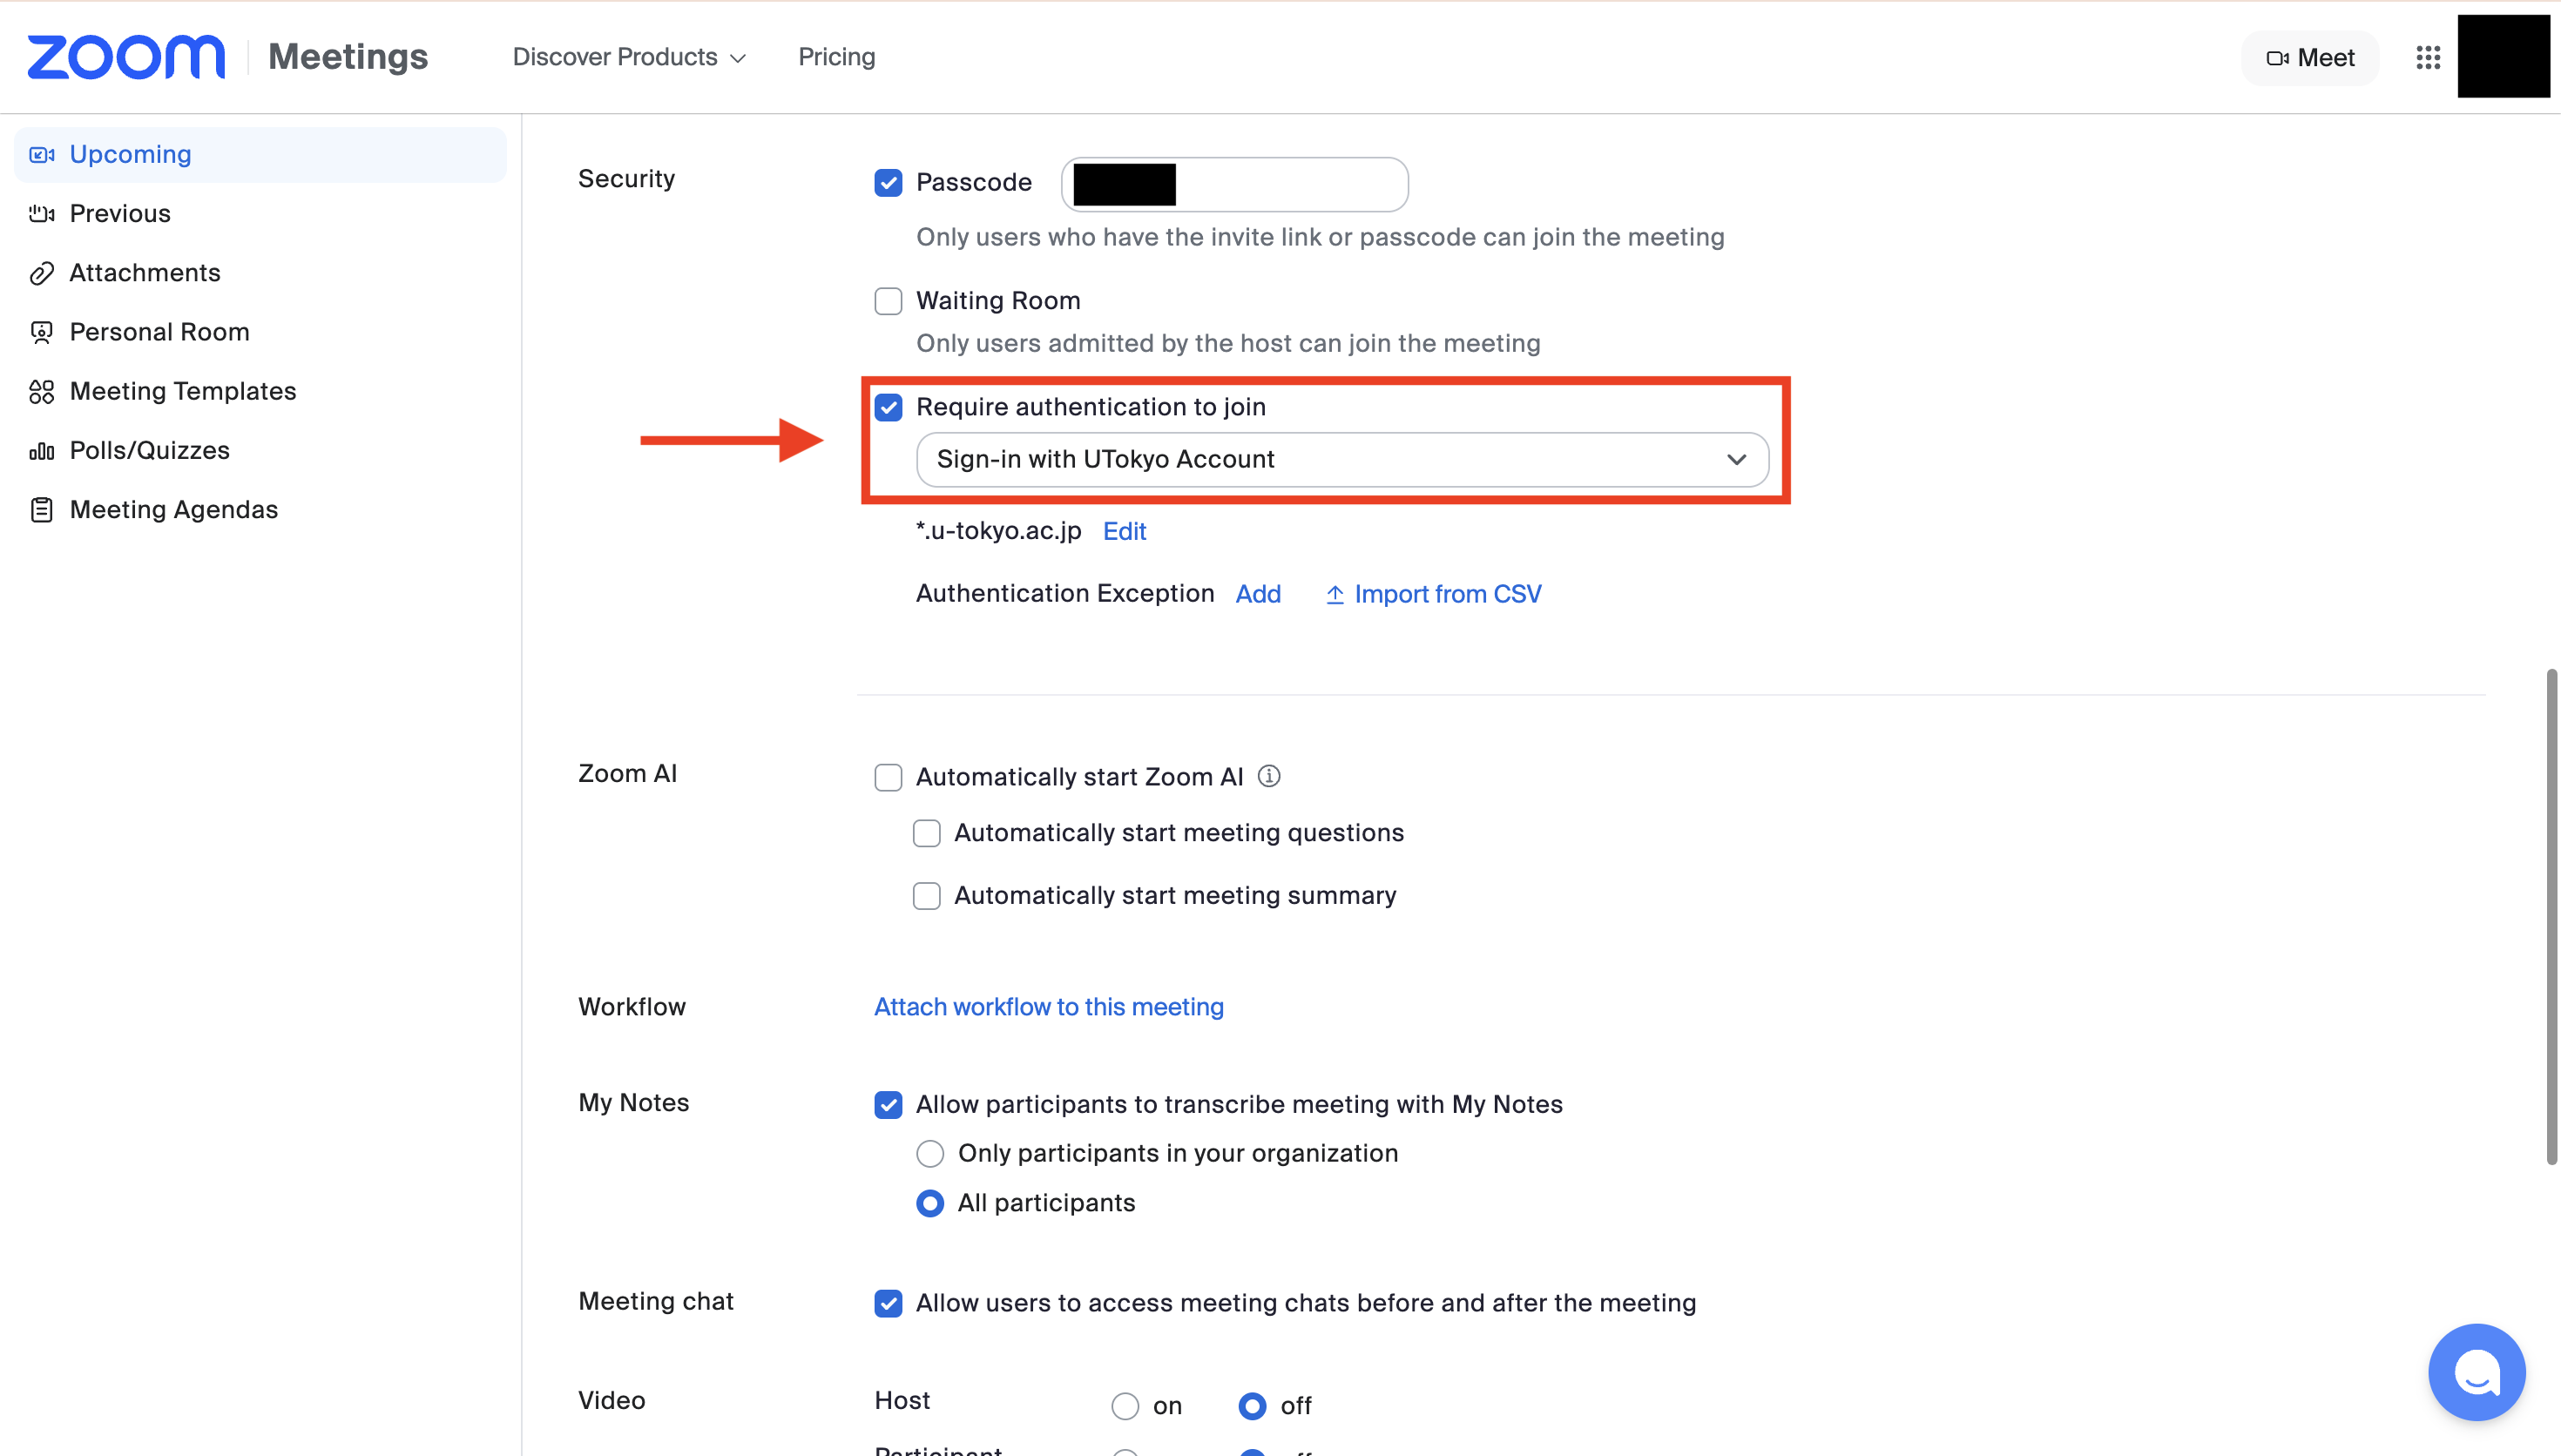 zoom Meetings Discover Products Pricing Meet
Upcoming
Previous
Attachments
Personal Room
Meeting Templates
Polls/Quizzes
Meeting Agendas
Security
Passcode
Only users who have the invite link or passcode can join the meeting
Waiting Room
Only users admitted by the host can join the meeting
Require authentication to join
Sign-in with UTokyo Account
*.u-tokyo.ac.jp Edit
Authentication Exception Add Import from CSV
Zoom AI
Automatically start Zoom AI
Automatically start meeting questions
Automatically start meeting summary
Workflow
Attach workflow to this meeting
My Notes
Allow participants to transcribe meeting with My Notes
Only participants in your organization
All participants
Meeting chat
Allow users to access meeting chats before and after the meeting
Video
Host on off